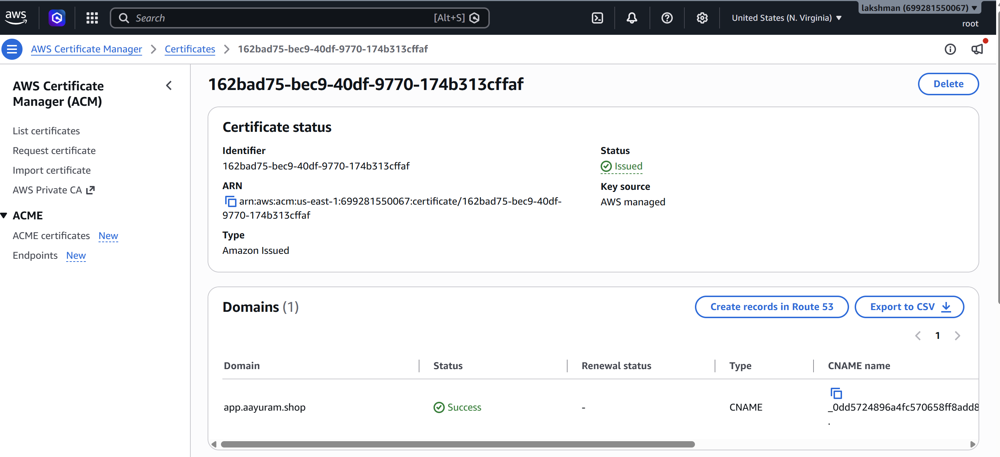 aws
Search
[Alt+S]
United States (N. Virginia)
lakshman (699281550067)
root
AWS Certificate Manager
Certificates
162bad75-bec9-40df-9770-174b313cffaf
AWS Certificate
Manager (ACM)
List certificates
Request certificate
Import certificate
AWS Private CA
ACME
ACME certificates New
Endpoints New
162bad75-bec9-40df-9770-174b313cffaf
Delete
Certificate status
Identifier
162bad75-bec9-40df-9770-174b313cffaf
ARN
arn:aws:acm:us-east-1:699281550067:certificate/162bad75-bec9-40df-
9770-174b313cffaf
Type
Amazon Issued
Status
Issued
Key source
AWS managed
Domains (1)
Create records in Route 53
Export to CSV
1
Domain Status Renewal status Type CNAME name
app.aayuram.shop Success - CNAME _0dd5724896a4fc570658ff8add8
.